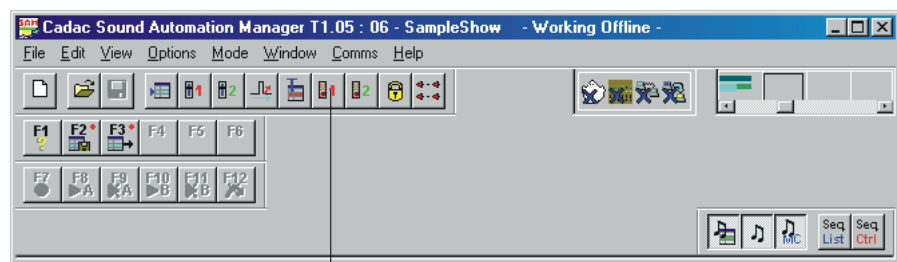 SAM Cadac Sound Automation Manager T1.05 : 06 - SampleShow - Working Offline -
File Edit View Options Mode Window Comms Help
1 2 1 2
F1 F2 F3 F4 F5 F6
F7 F8 F9 F10 F11 F12
A A B B
MC Seq List Seq Ctrl